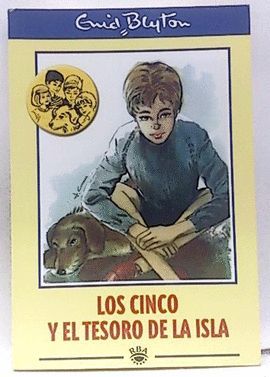 Enid Blyton
LOS CINCO
Y EL TESORO DE LA ISLA
RBA